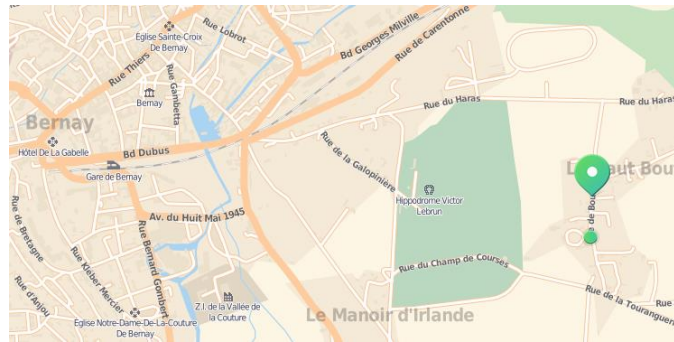 Rue Lobrot
Église Sainte-Croix
De Bernay
Bd Georges Milville
Rue de Carentonne
Rue Thiers
Rue Gambetta
Bernay
Rue du Haras
Rue du Haras
Bernay
Hôtel De La Gabelle
Bd Dubus
Rue de la Galopinière
Gare de Bernay
Hippodrome Victor
Lebrun
Av. du Huit Mai 1945
Rue de Bretagne
Rue Bernard Gombert
Rue Kleber Mercier
Rue du Champ de Courses
Rue d'Anjou
Z.I. de la Vallée de
la Couture
Rue de la Tourangue
Rue
Église Notre-Dame-De-La-Couture
De Bernay
Le Manoir d'Irlande